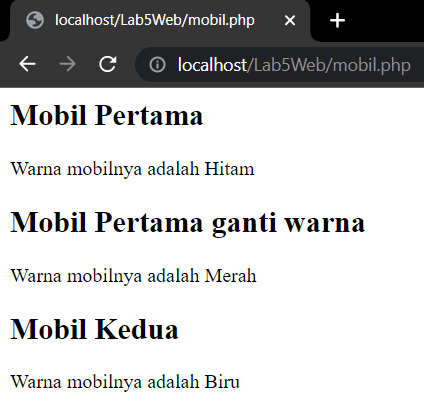 localhost/Lab5Web/mobil.php
localhost/Lab5Web/mobil.php
Mobil Pertama
Warna mobilnya adalah Hitam
Mobil Pertama ganti warna
Warna mobilnya adalah Merah
Mobil Kedua
Warna mobilnya adalah Biru